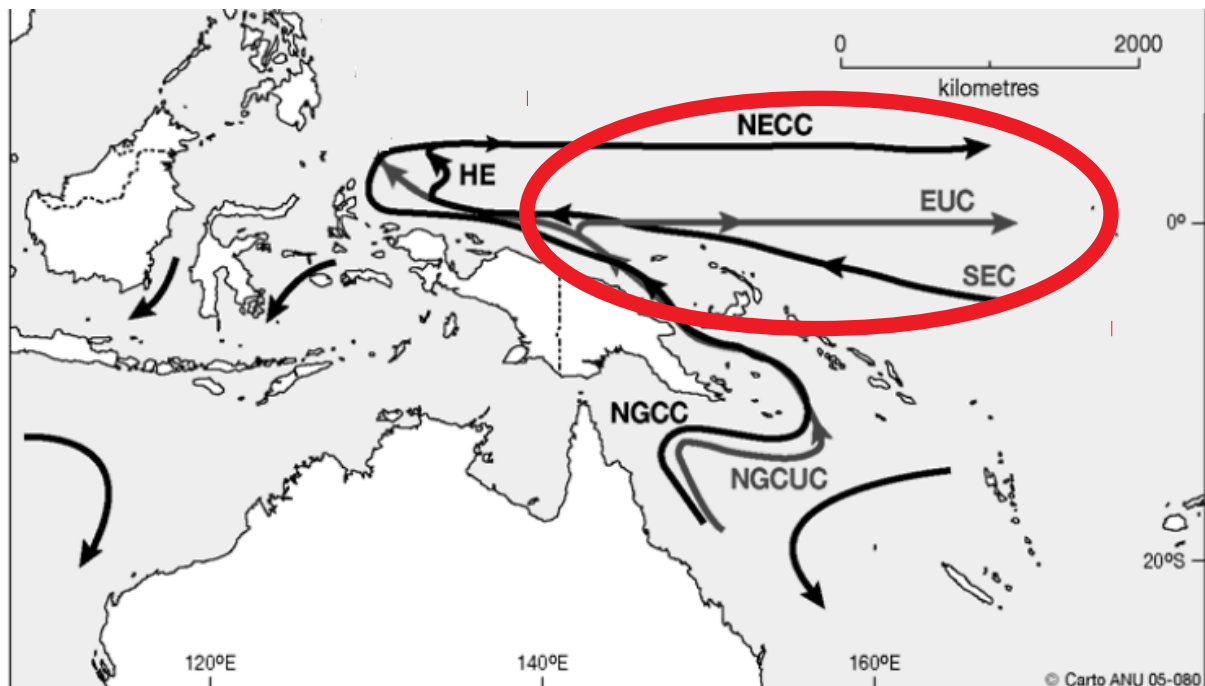 0 2000
kilometres
NECC
HE
EUC
0º
SEC
NGCC
NGCUC
20ºS
120ºE 140ºE 160ºE
© Carto ANU 05-080